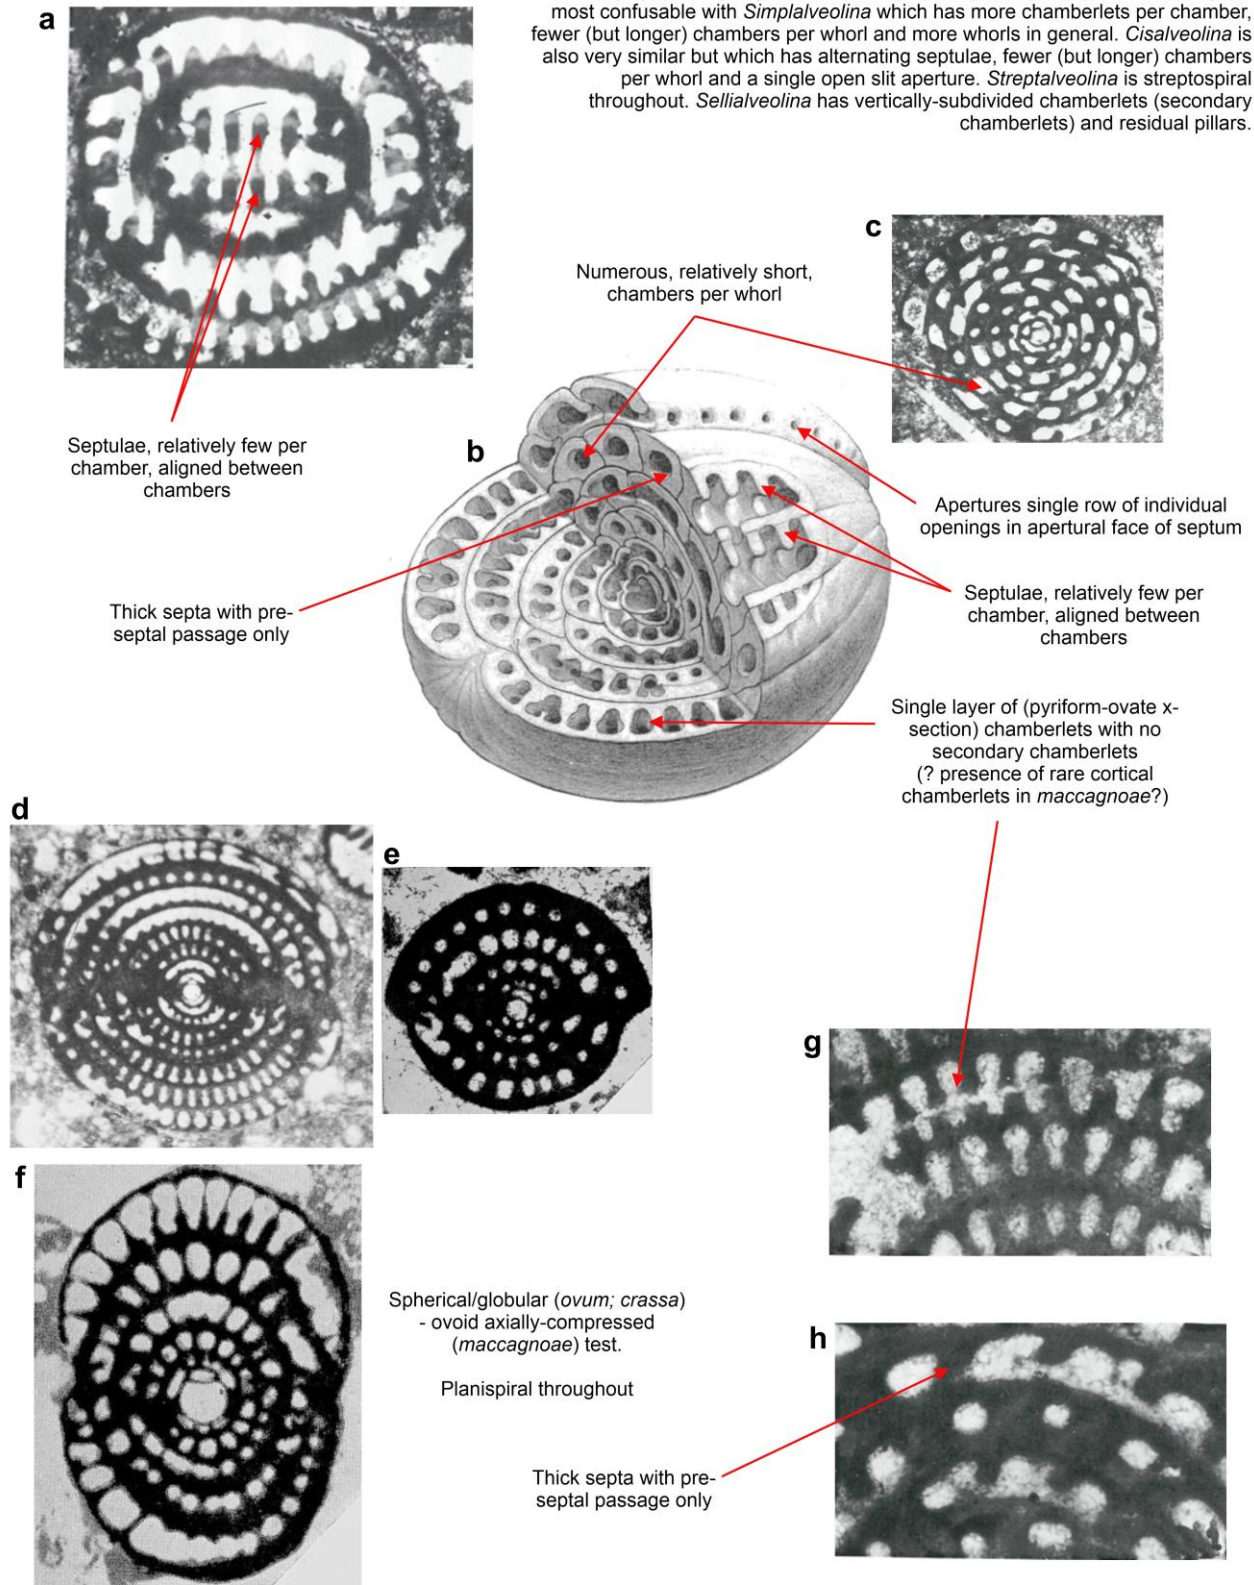 most confusable with Simplalveolina which has more chamberlets per chamber,
fewer (but longer) chambers per whorl and more whorls in general. Cisalveolina is
also very similar but which has alternating septulae, fewer (but longer) chambers
per whorl and a single open slit aperture. Streptalveolina is streptospiral
throughout. Sellialveolina has vertically-subdivided chamberlets (secondary
chamberlets) and residual pillars.
a
c
Numerous, relatively short,
chambers per whorl
Septulae, relatively few per
chamber, aligned between
chambers
b
Apertures single row of individual
openings in apertural face of septum
Thick septa with pre-
septal passage only
Septulae, relatively few per
chamber, aligned between
chambers
Single layer of (pyriform-ovate x-
section) chamberlets with no
secondary chamberlets
(? presence of rare cortical
chamberlets in maccagnoae?)
d
e
g
f
Spherical/globular (ovum; crassa)
- ovoid axially-compressed
(maccagnoae) test.
Planispiral throughout
h
Thick septa with pre-
septal passage only